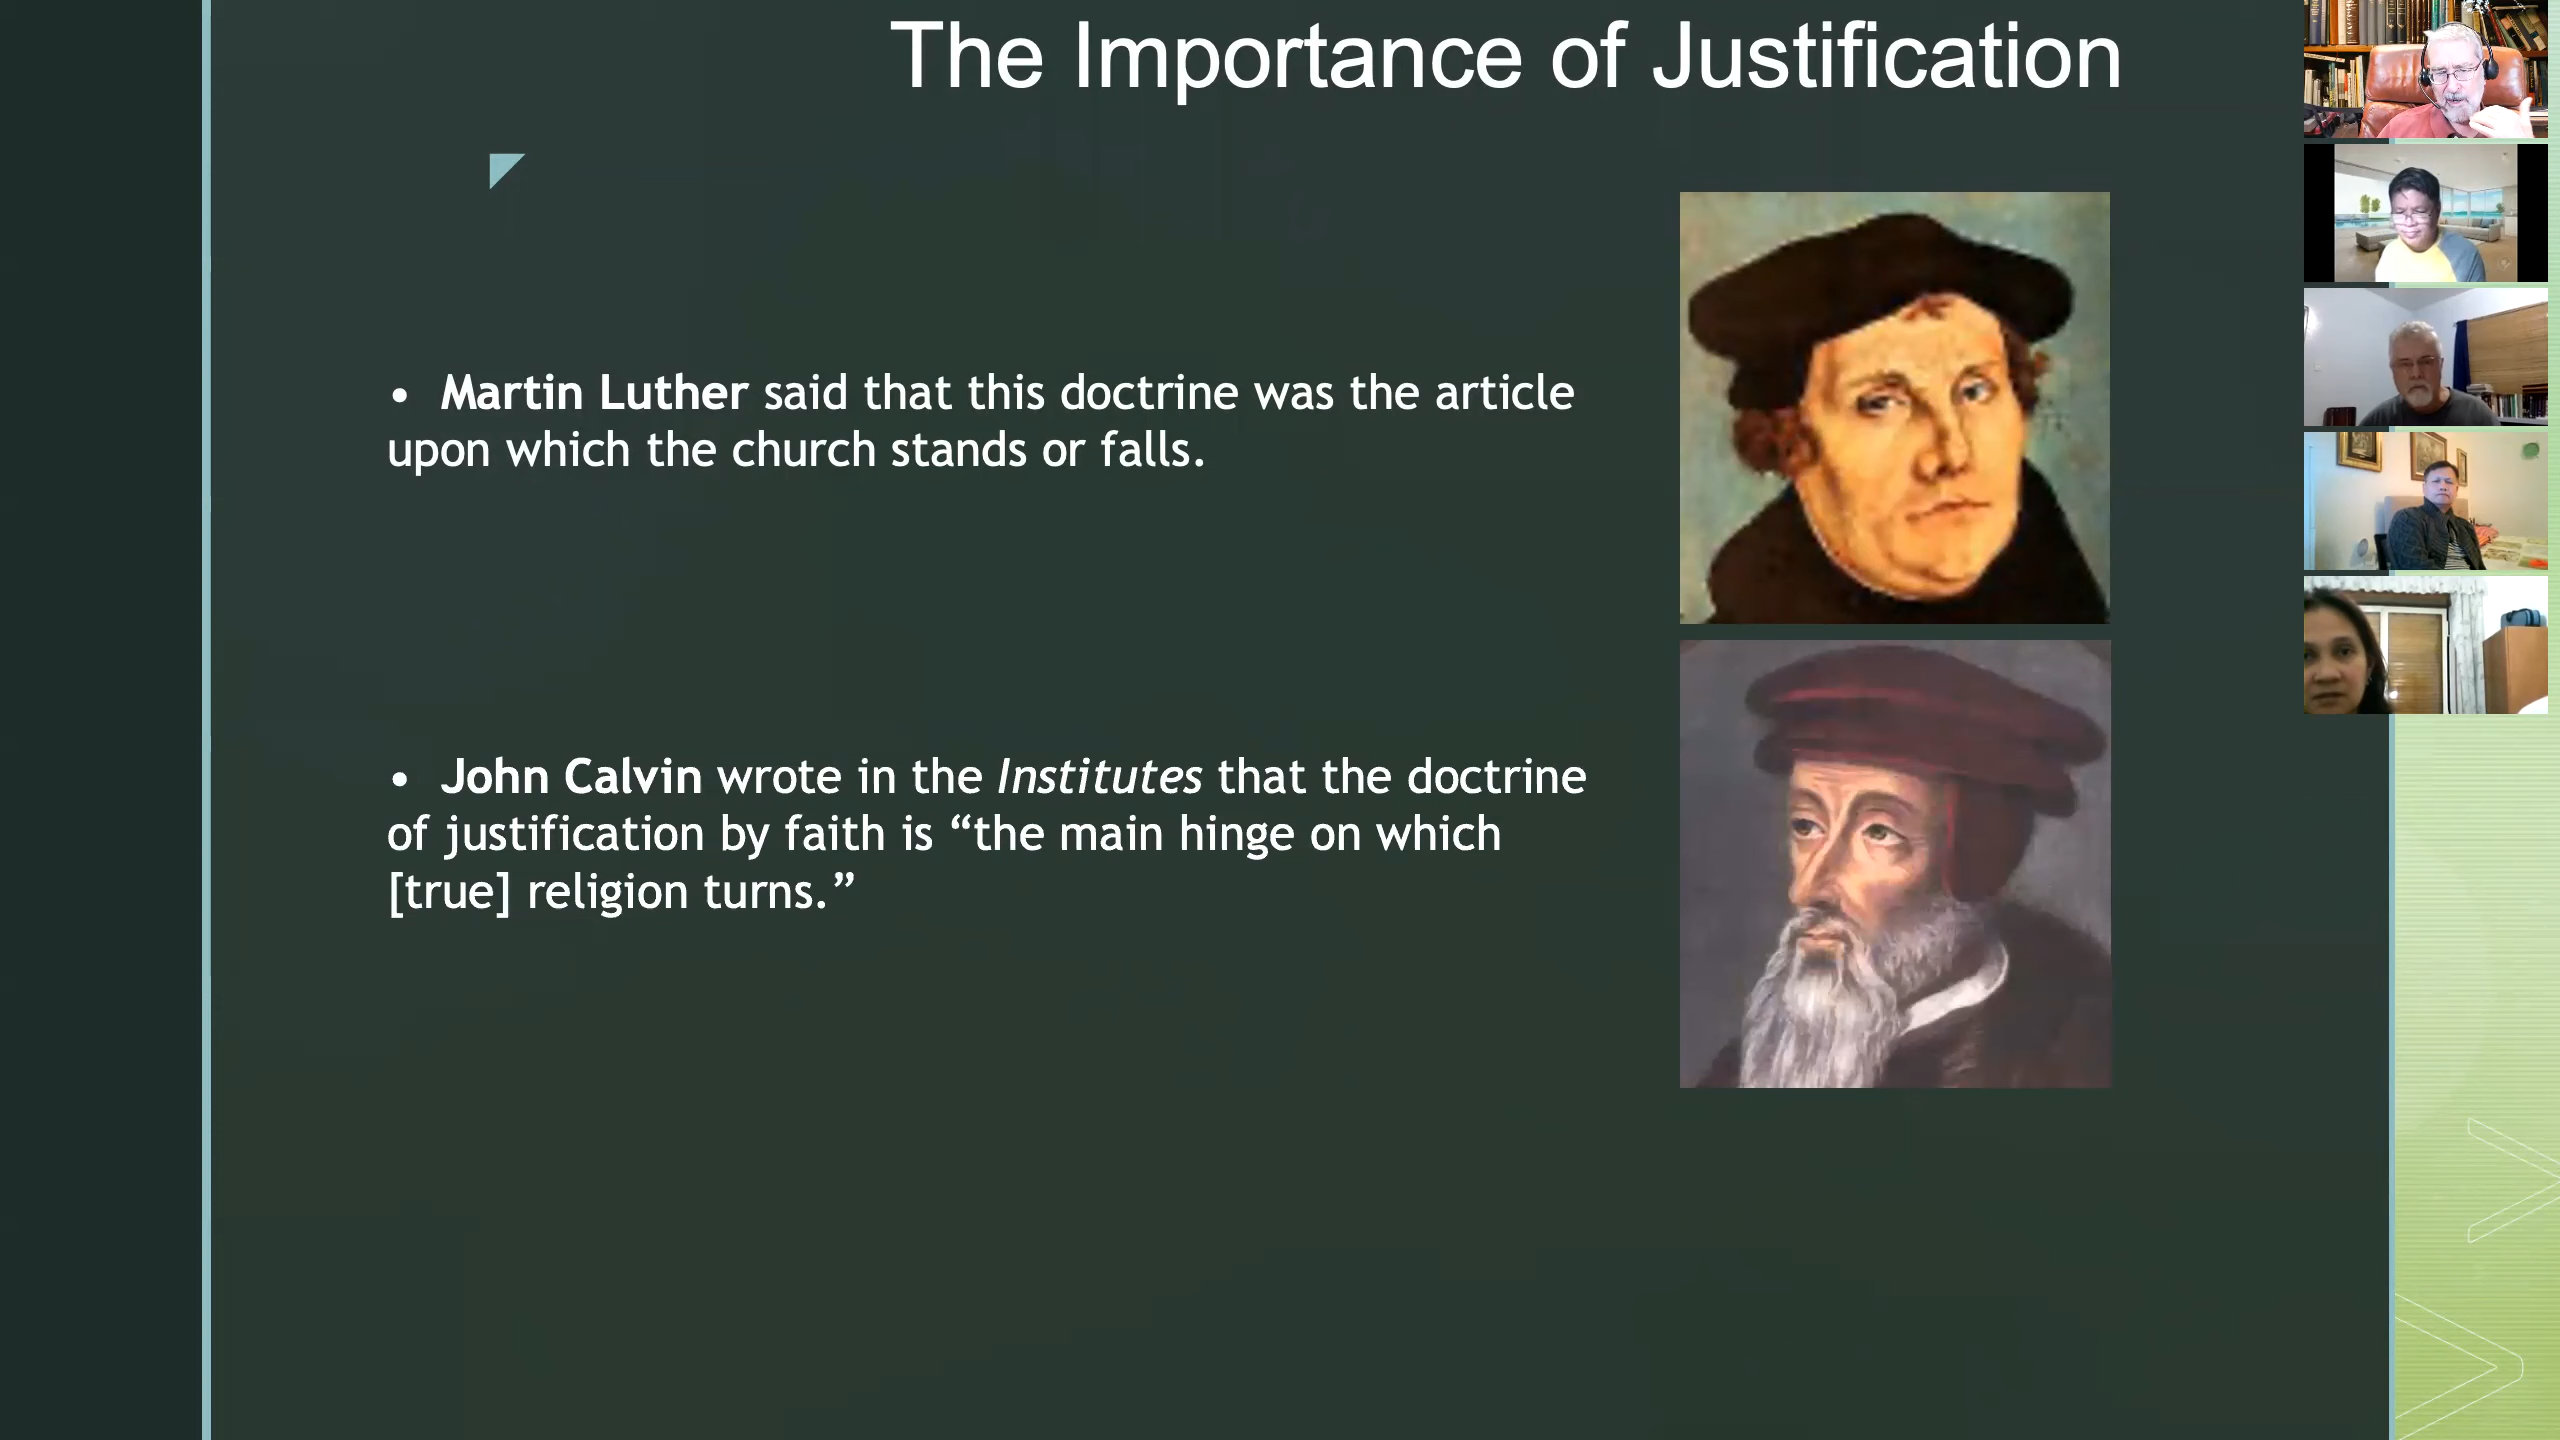 The Importance of Justification
• Martin Luther said that this doctrine was the article
upon which the church stands or falls.
• John Calvin wrote in the Institutes that the doctrine
of justification by faith is “the main hinge on which
[true] religion turns.”